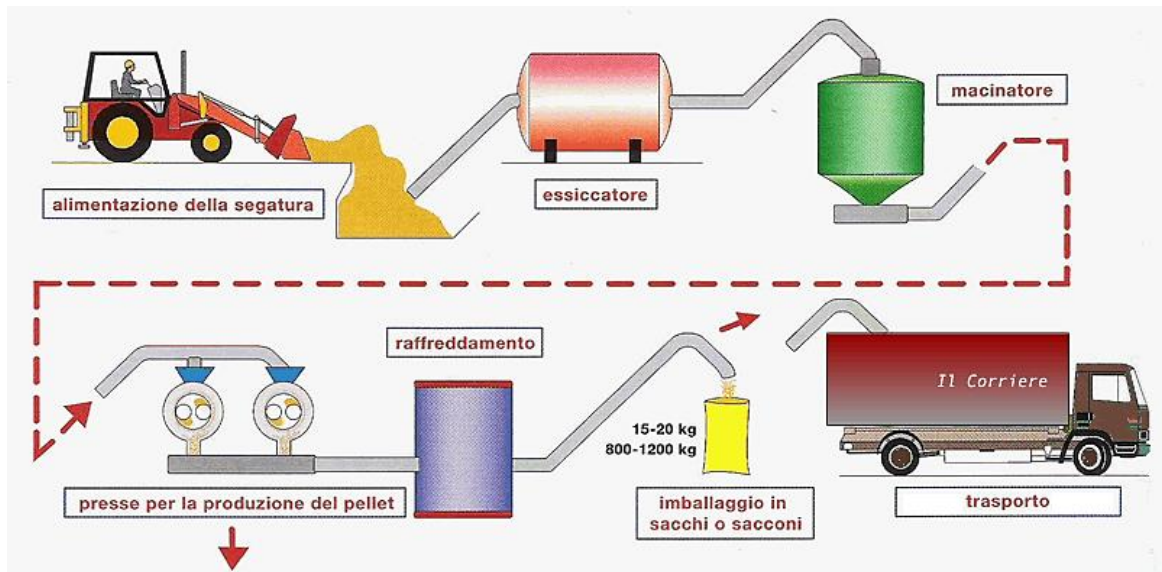 alimentazione della segatura
essiccatore
macinatore
presse per la produzione del pellet
raffreddamento
15-20 kg
800-1200 kg
imballaggio in
sacchi o sacconi
Il Corriere
trasporto